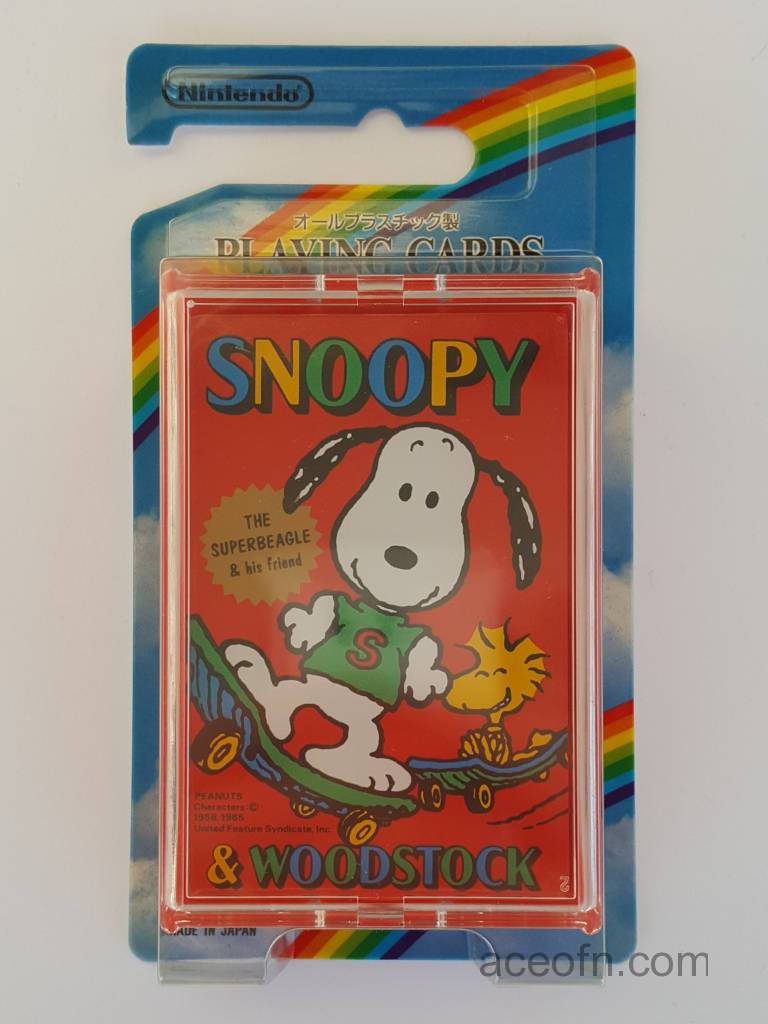 Nintendo®
オールプラスチック製
PLAYING CARDS
SNOOPY
THE
SUPERBEAGLE
& his friend
S
PEANUTS
Characters: ©
1958, 1965
United Feature Syndicate, Inc.
& WOODSTOCK
2
MADE IN JAPAN
aceofn.com